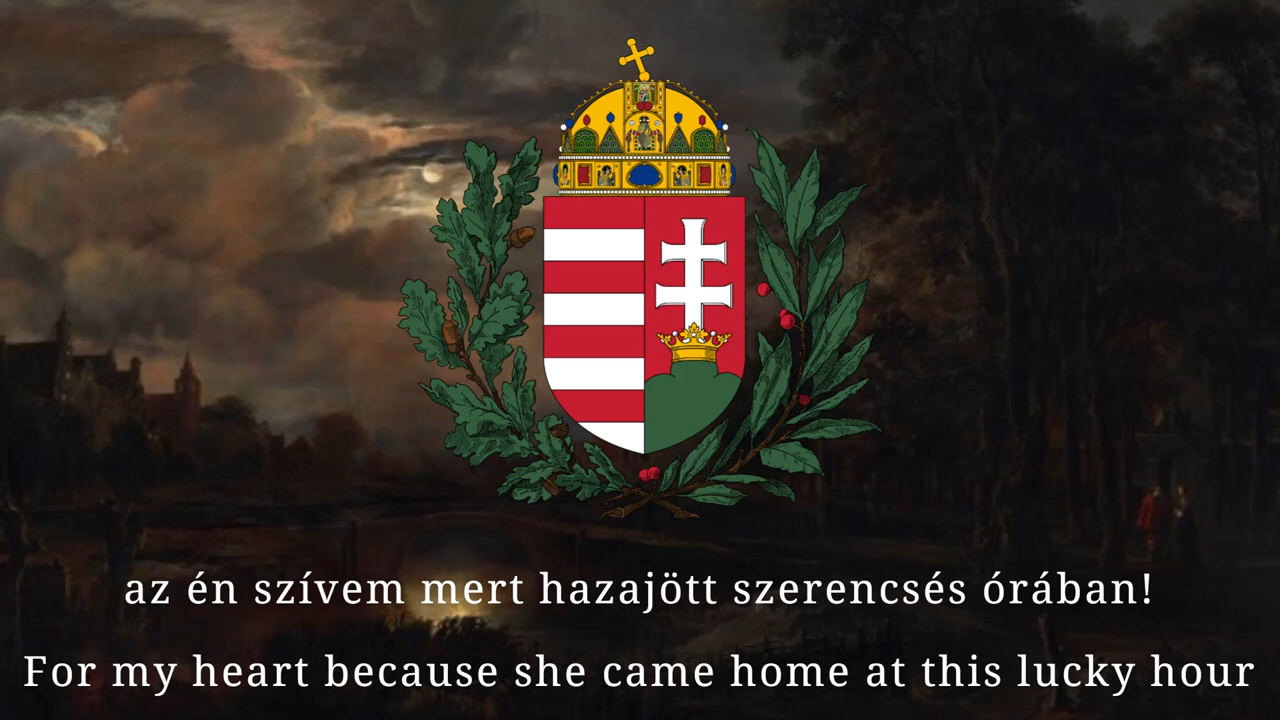 az én szívem mert hazajött szerencsés órában!
For my heart because she came home at this lucky hour